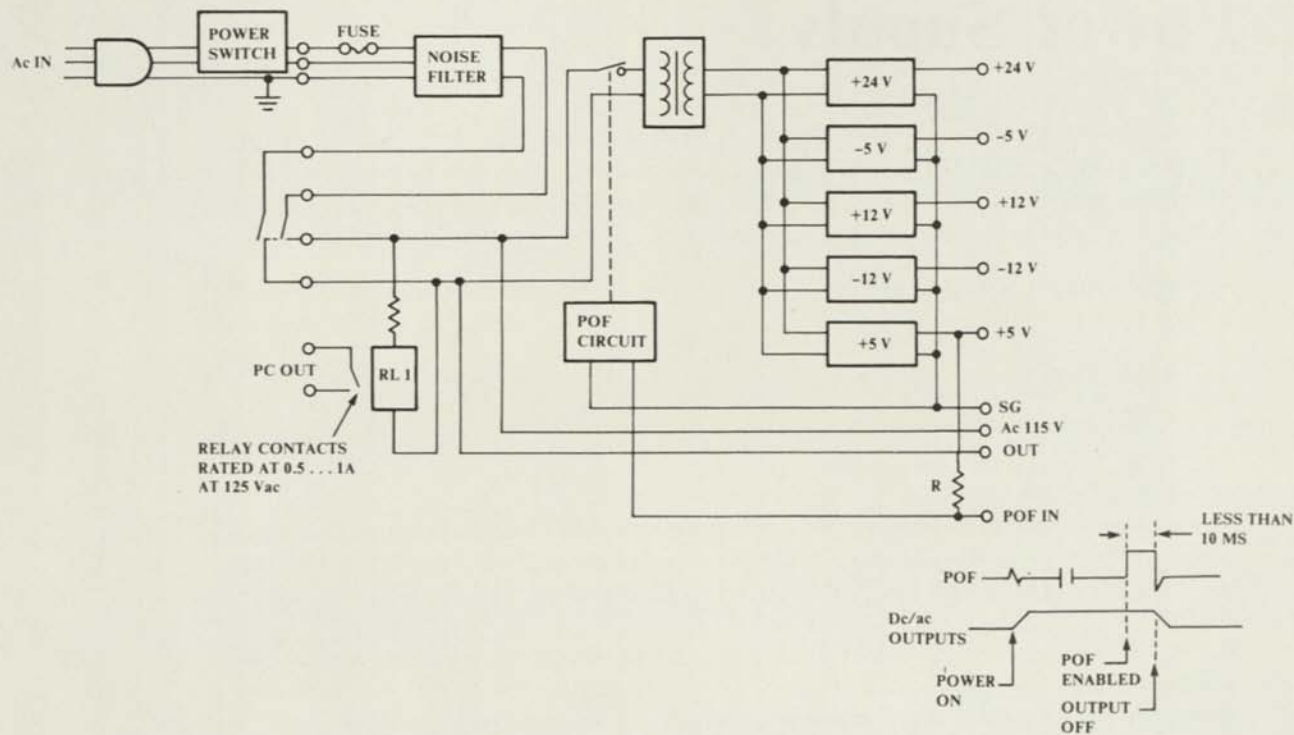 Ac IN
POWER
SWITCH
FUSE
NOISE
FILTER
+24 V
+24 V
−5 V
−5 V
+12 V
+12 V
−12 V
−12 V
+5 V
+5 V
POF
CIRCUIT
PC OUT
RL 1
RELAY CONTACTS
RATED AT 0.5 . . . 1A
AT 125 Vac
SG
Ac 115 V
OUT
R
POF IN
LESS THAN
10 MS
POF
Dc/ac
OUTPUTS
POWER
ON
POF
ENABLED
OUTPUT
OFF